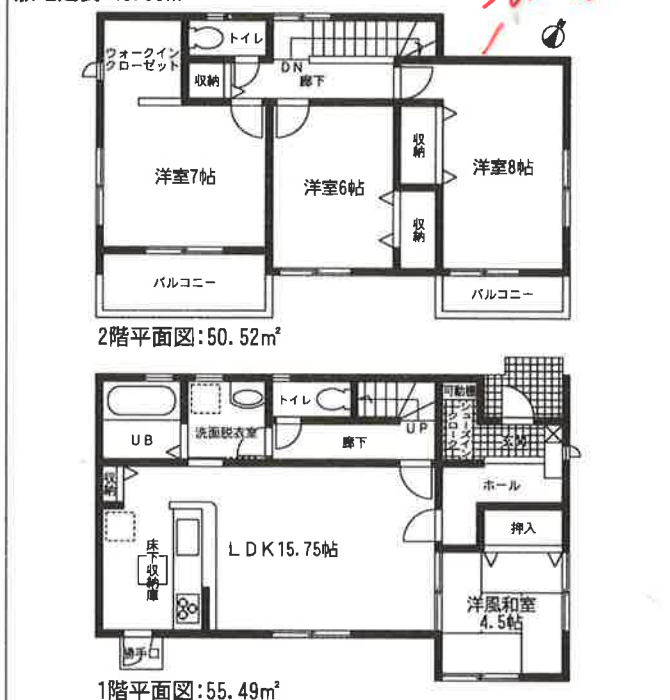 トイレ
ウォークイン
クローゼット
収納
DN
廊下
収納
洋室7帖
洋室6帖
洋室8帖
収納
バルコニー
バルコニー
2階平面図:50.52m²
UB
洗面脱衣室
トイレ
廊下
UP
可動棚
シューズイン
クローク
玄関
ホール
収納
押入
床下収納庫
LDK15.75帖
洋風和室
4.5帖
勝手口
1階平面図:55.49m²